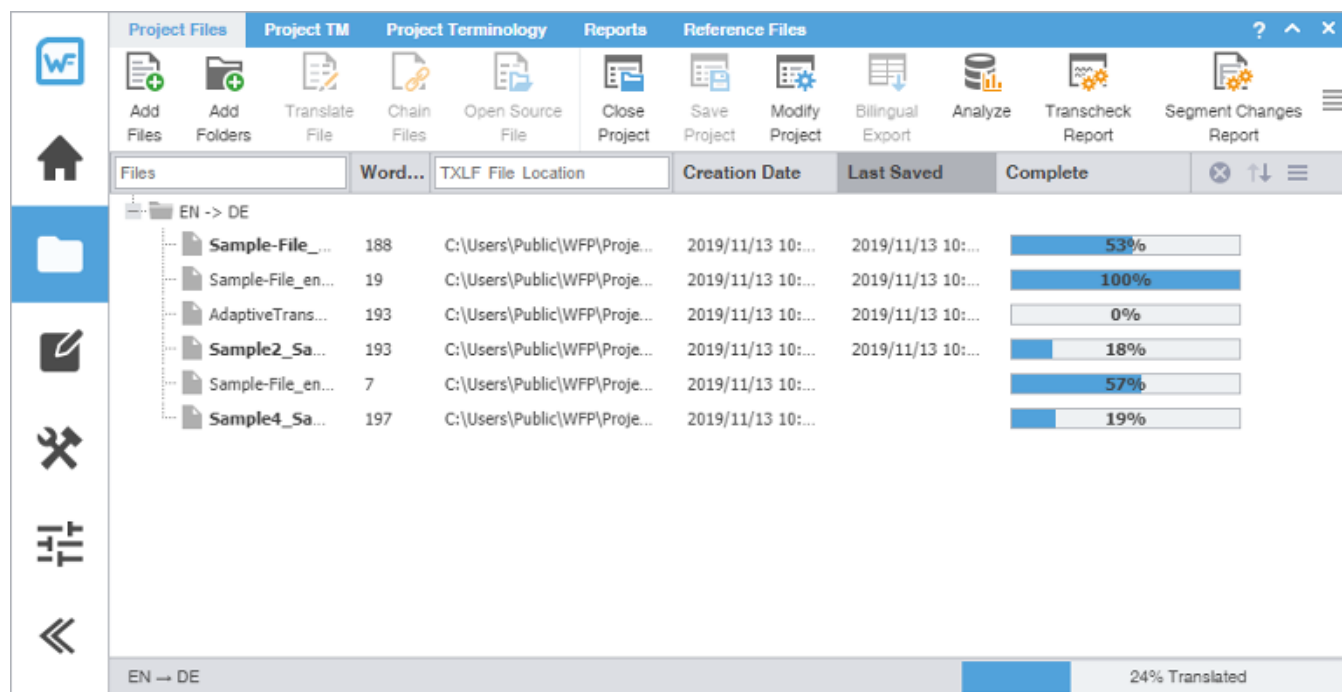 Project Files Project TM Project Terminology Reports Reference Files ?
WF
Add Files Add Folders Translate File Chain Files Open Source File Close Project Save Project Modify Project Bilingual Export Analyze Transcheck Report Segment Changes Report
Files Word... TXLF File Location Creation Date Last Saved Complete
EN -> DE
Sample-File_... 188 C:\Users\Public\WFP\Proje... 2019/11/13 10:... 2019/11/13 10:... 53%
Sample-File_en... 19 C:\Users\Public\WFP\Proje... 2019/11/13 10:... 2019/11/13 10:... 100%
AdaptiveTrans... 193 C:\Users\Public\WFP\Proje... 2019/11/13 10:... 2019/11/13 10:... 0%
Sample2_Sa... 193 C:\Users\Public\WFP\Proje... 2019/11/13 10:... 2019/11/13 10:... 18%
Sample-File_en... 7 C:\Users\Public\WFP\Proje... 2019/11/13 10:... 57%
Sample4_Sa... 197 C:\Users\Public\WFP\Proje... 2019/11/13 10:... 19%
EN → DE 24% Translated